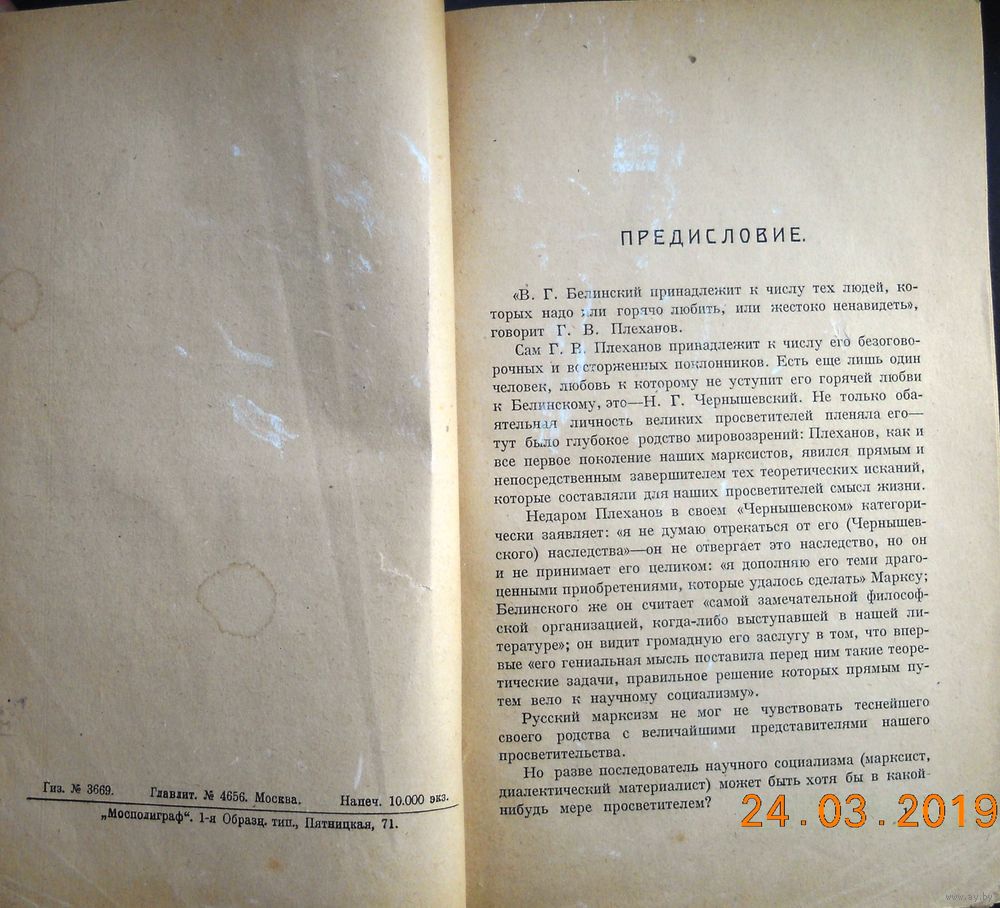 Гиз. № 3669. Главлит. № 4656. Москва. Напеч. 10.000 экз.
„Мосполиграф“. 1-я Образц. тип., Пятницкая, 71.
ПРЕДИСЛОВИЕ.
«В. Г. Белинский принадлежит к числу тех людей, ко-
торых надо или горячо любить, или жестоко ненавидеть»,
говорит Г. В. Плеханов.
Сам Г. В. Плеханов принадлежит к числу его безогово-
рочных и восторженных поклонников. Есть еще лишь один
человек, любовь к которому не уступит его горячей любви
к Белинскому, это—Н. Г. Чернышевский. Не только оба-
ятельная личность великих просветителей пленяла его—
тут было глубокое родство мировоззрений: Плеханов, как и
все первое поколение наших марксистов, явился прямым и
непосредственным завершителем тех теоретических исканий,
которые составляли для наших просветителей смысл жизни.
Недаром Плеханов в своем «Чернышевском» категори-
чески заявляет: «я не думаю отрекаться от его (Чернышев-
ского) наследства»—он не отвергает это наследство, но он
и не принимает его целиком: «я дополняю его теми драго-
ценными приобретениями, которые удалось сделать» Марксу;
Белинского же он считает «самой замечательной философ-
ской организацией, когда-либо выступавшей в нашей ли-
тературе»; он видит громадную его заслугу в том, что впер-
вые «его гениальная мысль поставила перед ним такие теоре-
тические задачи, правильное решение которых прямым пу-
тем вело к научному социализму».
Русский марксизм не мог не чувствовать теснейшего
своего родства с величайшими представителями нашего
просветительства.
Но разве последователь научного социализма (марксист,
диалектический материалист) может быть хотя бы в какой-
нибудь мере просветителем?
24.03.2019
www.ay.by